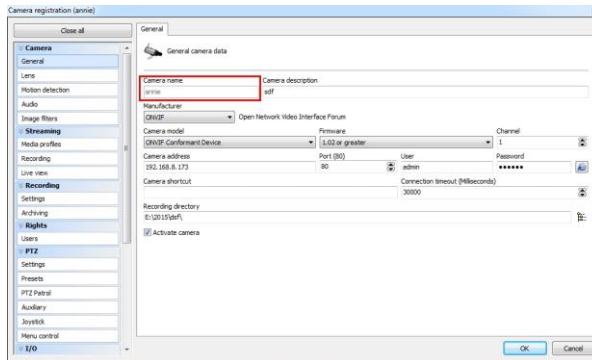 Camera registration (annie)
Close all
Camera
General
Lens
Motion detection
Audio
Image filters
Streaming
Media profiles
Recording
Live view
Recording
Settings
Archiving
Rights
Users
PTZ
Settings
Presets
PTZ Patrol
Auxiliary
Joystick
Menu control
I/O
General
General camera data
Camera name Camera description
annie sdf
Manufacturer
ONVIF Open Network Video Interface Forum
Camera model Firmware Channel
ONVIF Conformant Device 1.02 or greater 1
Camera address Port (80) User Password
192.168.8.173 80 admin ••••••
Camera shortcut Connection timeout (Milliseconds)
30000
Recording directory
E:\2015\dsf\
Activate camera
OK Cancel